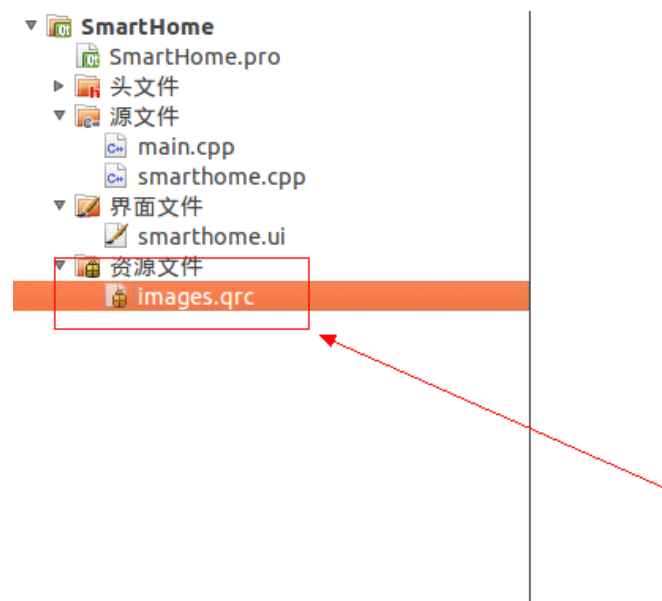 SmartHome
SmartHome.pro
头文件
源文件
main.cpp
smarthome.cpp
界面文件
smarthome.ui
资源文件
images.qrc